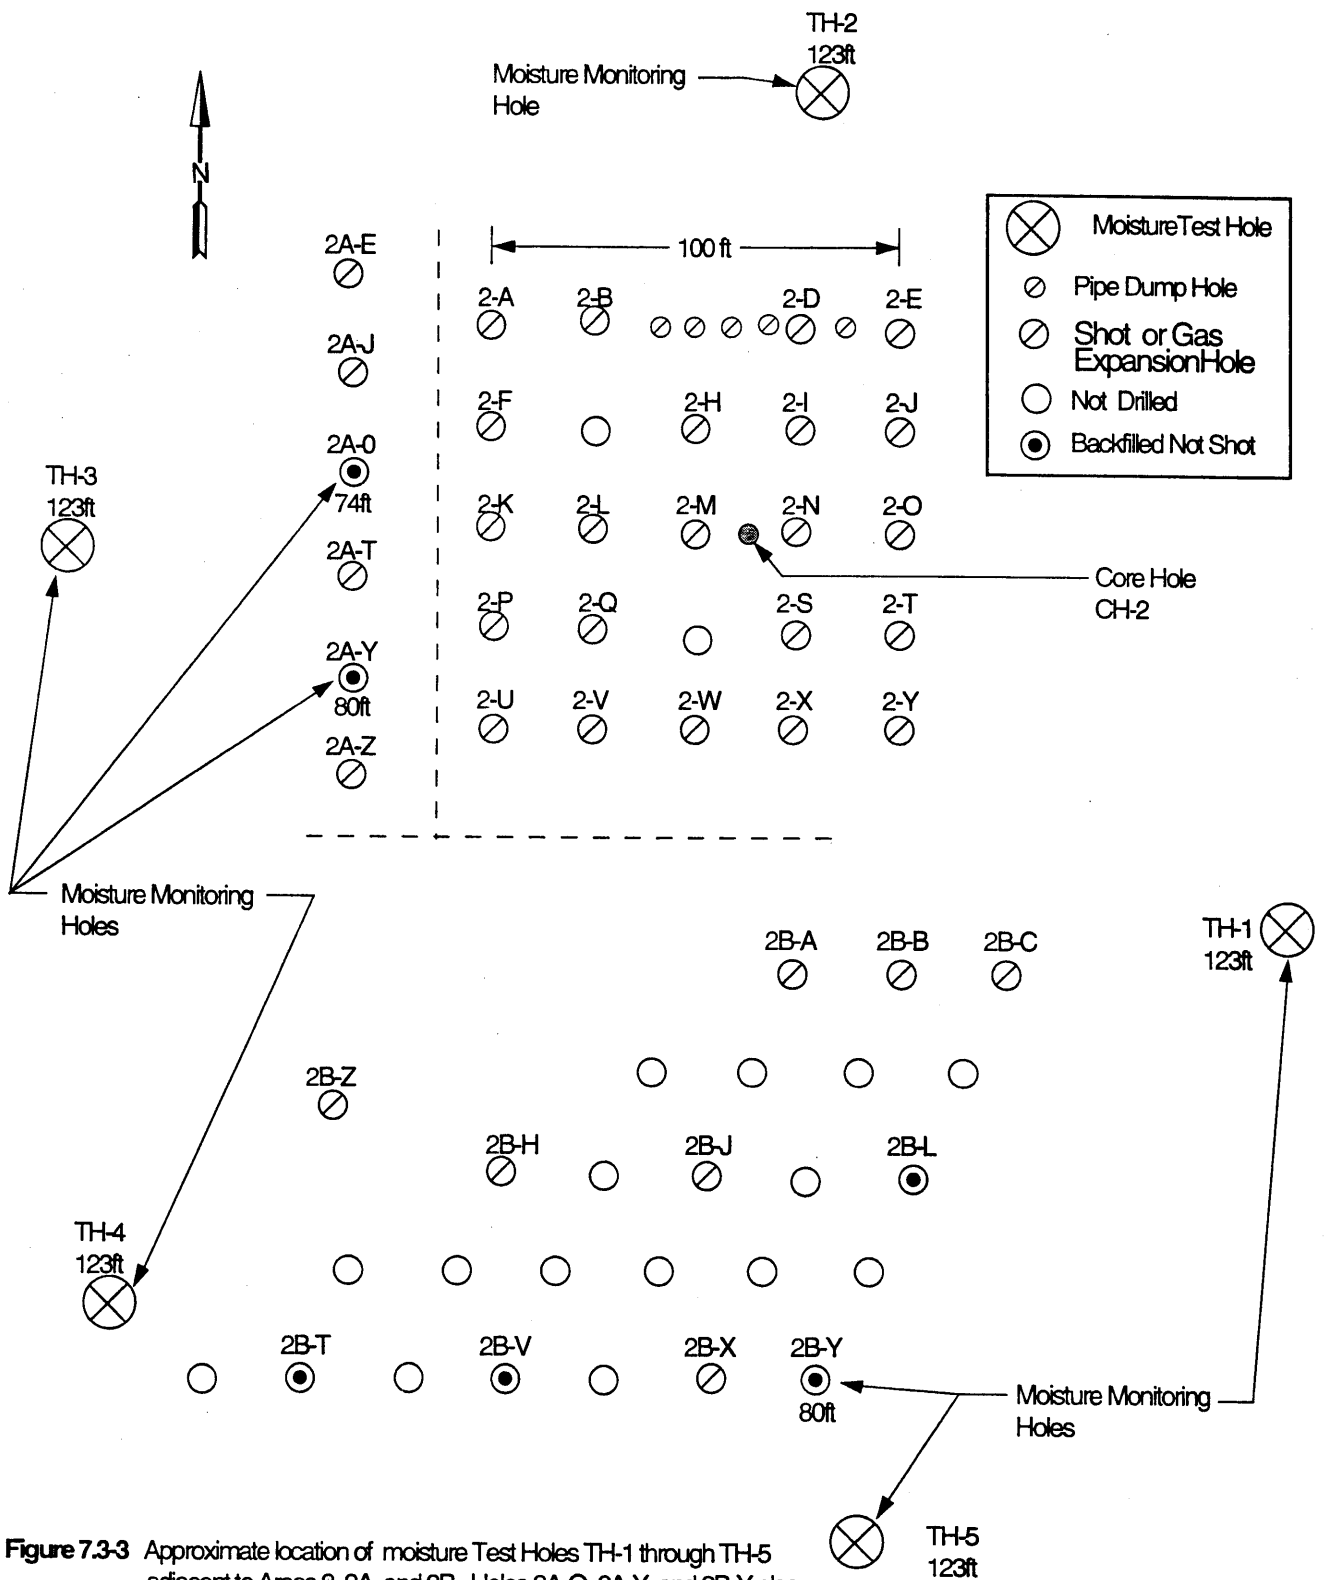 TH-2
123ft
Moisture Monitoring
Hole
N
2A-E
100 ft
Moisture Test Hole
Pipe Dump Hole
Shot or Gas
Expansion Hole
Not Drilled
Backfilled Not Shot
2-A
2-B
2-D
2-E
2A-J
2-F
2-H
2-I
2-J
2A-0
74ft
TH-3
123ft
2-K
2-L
2-M
2-N
2-O
2A-T
Core Hole
CH-2
2-P
2-Q
2-S
2-T
2A-Y
80ft
2-U
2-V
2-W
2-X
2-Y
2A-Z
Moisture Monitoring
Holes
TH-1
123ft
2B-A
2B-B
2B-C
2B-Z
2B-H
2B-J
2B-L
TH-4
123ft
2B-T
2B-V
2B-X
2B-Y
80ft
Moisture Monitoring
Holes
TH-5
123ft
Figure 7.3-3 Approximate location of moisture Test Holes TH-1 through TH-5